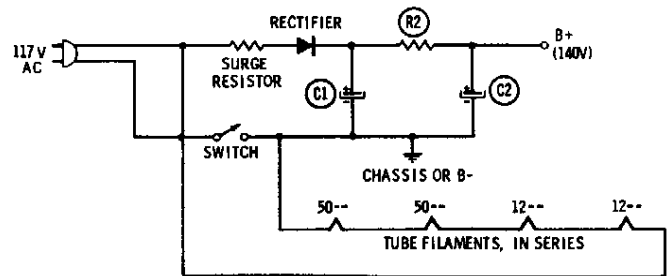 RECTIFIER
R2
B+
(140V)
117 V
AC
SURGE
RESISTOR
C1
C2
SWITCH
CHASSIS OR B-
50--
50--
12--
12--
TUBE FILAMENTS, IN SERIES